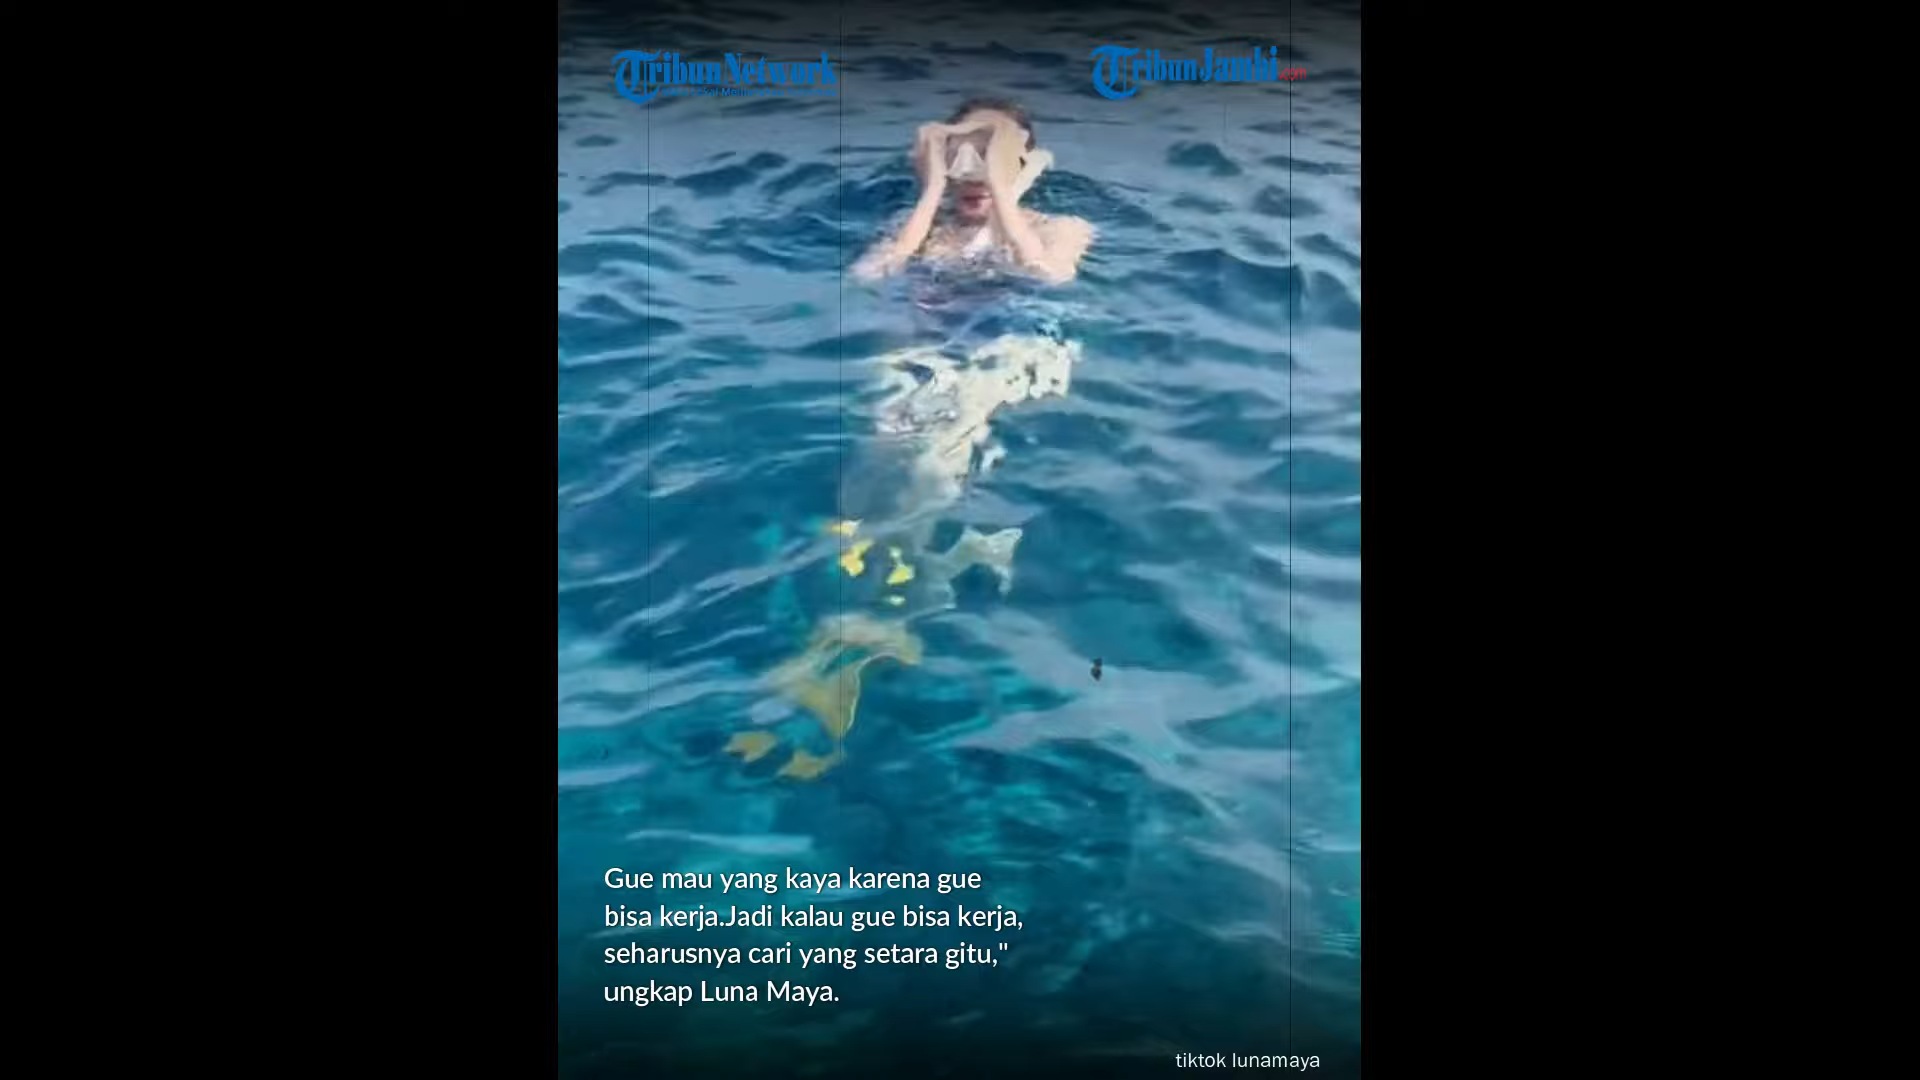 TribunNetwork
TribunJambi.com
Gue mau yang kaya karena gue
bisa kerja.Jadi kalau gue bisa kerja,
seharusnya cari yang setara gitu,"
ungkap Luna Maya.
tiktok lunamaya